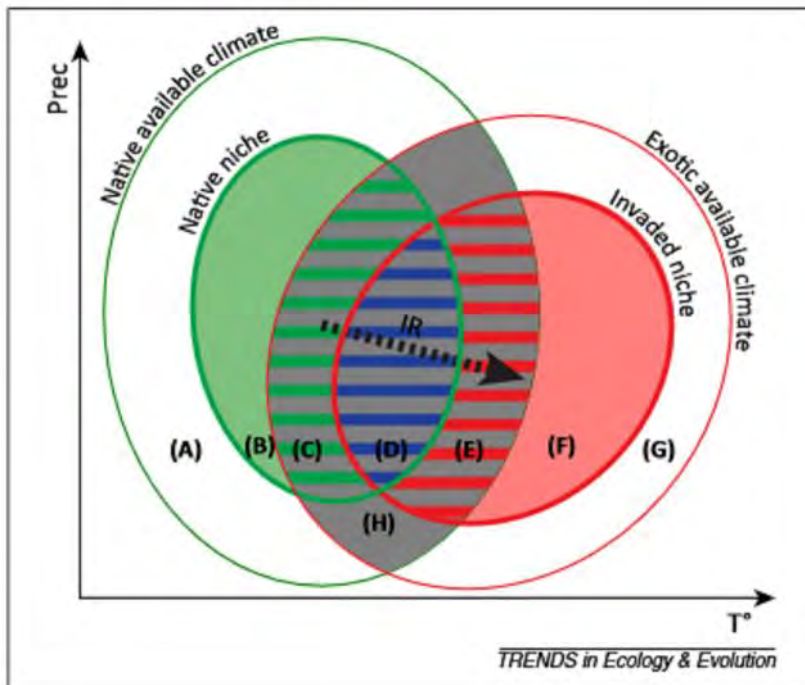 Prec
Native available climate
Native niche
Exotic available climate
Invaded niche
IR
(A)
(B)
(C)
(D)
(E)
(F)
(G)
(H)
T°
TRENDS in Ecology & Evolution